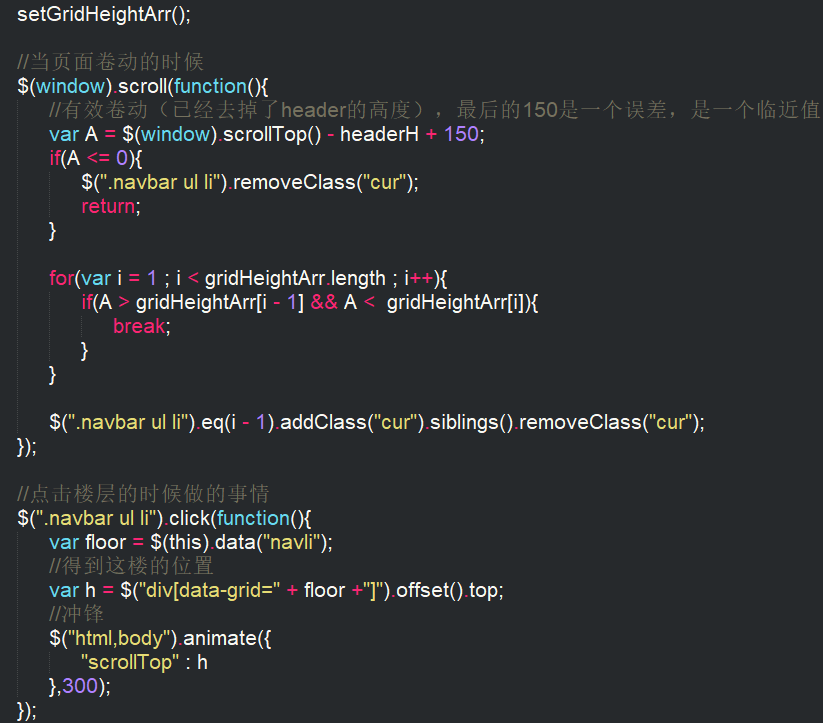 setGridHeightArr();
//当页面卷动的时候
$(window).scroll(function(){
//有效卷动（已经去掉了header的高度），最后的150是一个误差，是一个临近值
var A = $(window).scrollTop() - headerH + 150;
if(A <= 0){
$(".navbar ul li").removeClass("cur");
return;
}
for(var i = 1 ; i < gridHeightArr.length ; i++){
if(A > gridHeightArr[i - 1] && A <  gridHeightArr[i]){
break;
}
}
$(".navbar ul li").eq(i - 1).addClass("cur").siblings().removeClass("cur");
});
//点击楼层的时候做的事情
$(".navbar ul li").click(function(){
var floor = $(this).data("navli");
//得到这楼的位置
var h = $("div[data-grid=" + floor +"]").offset().top;
//冲锋
$("html,body").animate({
"scrollTop" : h
},300);
});